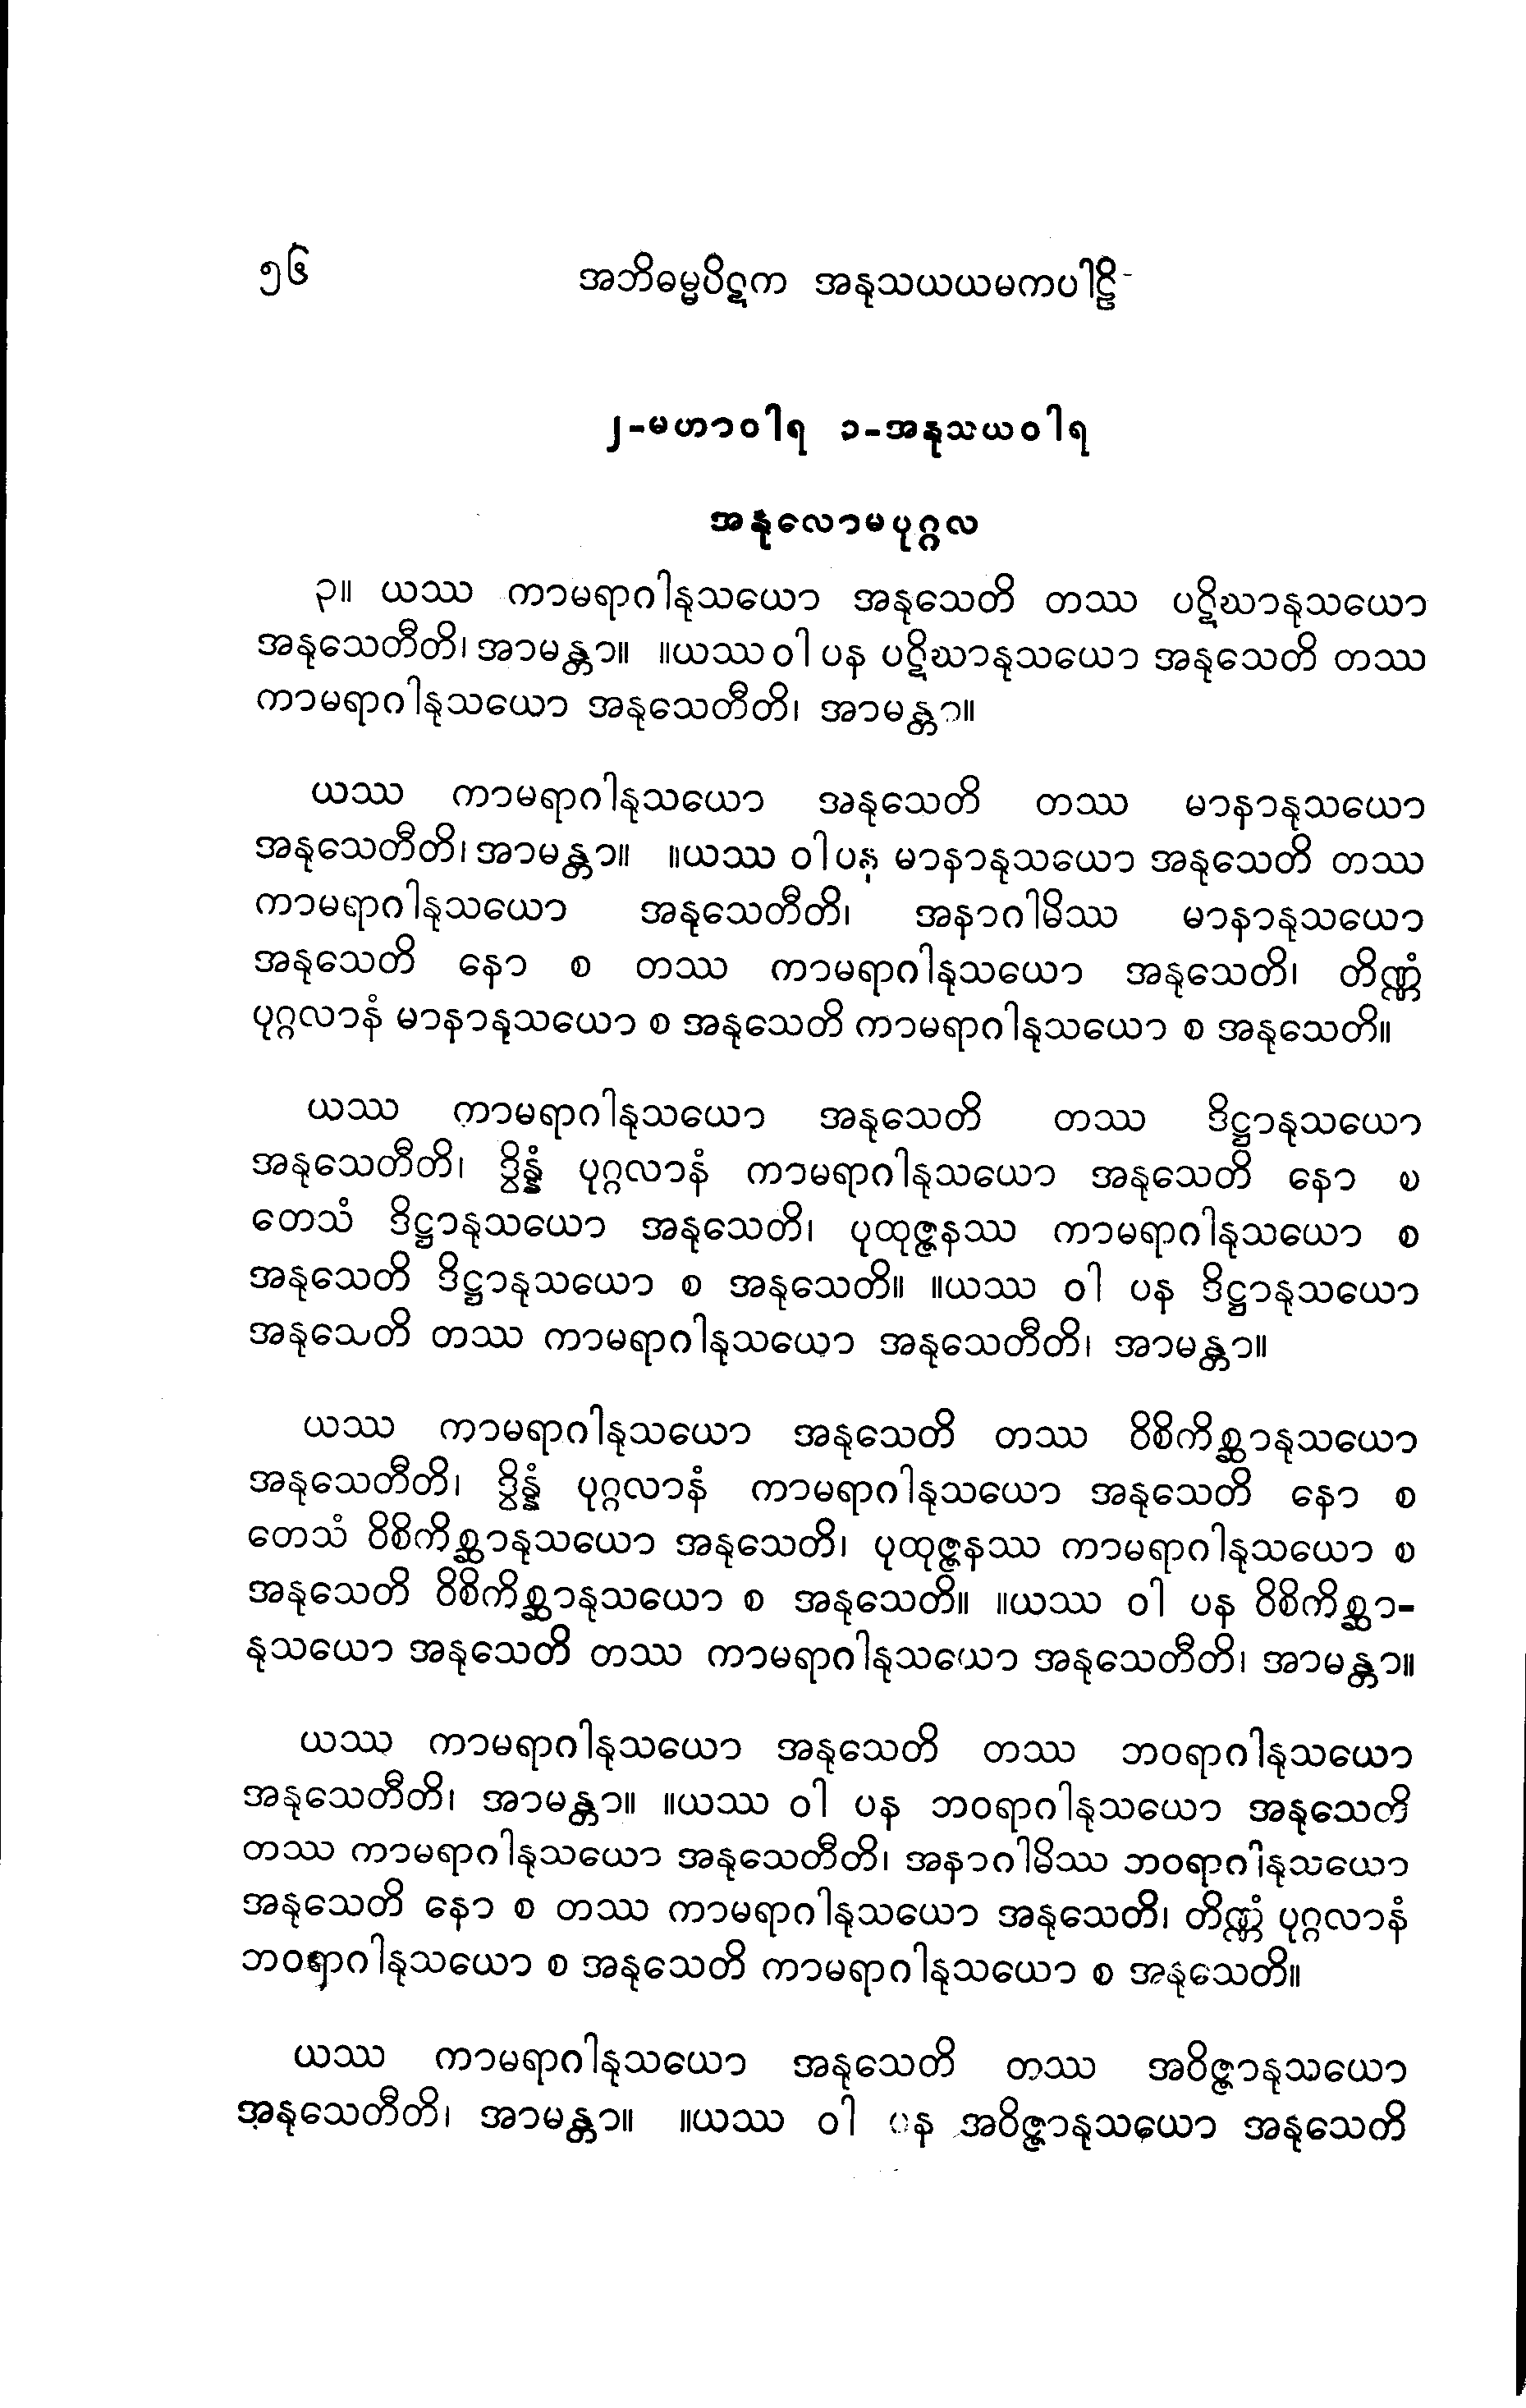 ၅၆ အဘိဓမ္မပိဋက အနုသယယမကပါဠိ
၂-မဟာဝါရ ၁-အနုသယဝါရ
အနုလောမပုဂ္ဂလ
၃။ ယဿ ကာမရာဂါနုသယော အနုသေတိ တဿ ပဋိဃာနုသယော
အနုသေတီတိ၊ အာမန္တာ။ ။ယဿ ဝါ ပန ပဋိဃာနုသယော အနုသေတိ တဿ
ကာမရာဂါနုသယော အနုသေတီတိ၊ အာမန္တာ။
ယဿ ကာမရာဂါနုသယော အနုသေတိ တဿ မာနာနုသယော
အနုသေတီတိ၊ အာမန္တာ။ ။ယဿ ဝါ ပန မာနာနုသယော အနုသေတိ တဿ
ကာမရာဂါနုသယော အနုသေတီတိ၊ အနာဂါမိဿ မာနာနုသယော
အနုသေတိ နော စ တဿ ကာမရာဂါနုသယော အနုသေတိ၊ တိဏ္ဏံ
ပုဂ္ဂလာနံ မာနာနုသယော စ အနုသေတိ ကာမရာဂါနုသယော စ အနုသေတိ။
ယဿ ကာမရာဂါနုသယော အနုသေတိ တဿ ဒိဋ္ဌာနုသယော
အနုသေတီတိ၊ ဒွိန္နံ ပုဂ္ဂလာနံ ကာမရာဂါနုသယော အနုသေတိ နော စ
တေသံ ဒိဋ္ဌာနုသယော အနုသေတိ၊ ပုထုဇ္ဇနဿ ကာမရာဂါနုသယော စ
အနုသေတိ ဒိဋ္ဌာနုသယော စ အနုသေတိ။ ။ယဿ ဝါ ပန ဒိဋ္ဌာနုသယော
အနုသေတိ တဿ ကာမရာဂါနုသယော အနုသေတီတိ၊ အာမန္တာ။
ယဿ ကာမရာဂါနုသယော အနုသေတိ တဿ ဝိစိကိစ္ဆာနုသယော
အနုသေတီတိ၊ ဒွိန္နံ ပုဂ္ဂလာနံ ကာမရာဂါနုသယော အနုသေတိ နော စ
တေသံ ဝိစိကိစ္ဆာနုသယော အနုသေတိ၊ ပုထုဇ္ဇနဿ ကာမရာဂါနုသယော စ
အနုသေတိ ဝိစိကိစ္ဆာနုသယော စ အနုသေတိ။ ။ယဿ ဝါ ပန ဝိစိကိစ္ဆာ-
နုသယော အနုသေတိ တဿ ကာမရာဂါနုသယော အနုသေတီတိ၊ အာမန္တာ။
ယဿ ကာမရာဂါနုသယော အနုသေတိ တဿ ဘဝရာဂါနုသယော
အနုသေတီတိ၊ အာမန္တာ။ ။ယဿ ဝါ ပန ဘဝရာဂါနုသယော အနုသေတိ
တဿ ကာမရာဂါနုသယော အနုသေတီတိ၊ အနာဂါမိဿ ဘဝရာဂါနုသယော
အနုသေတိ နော စ တဿ ကာမရာဂါနုသယော အနုသေတိ၊ တိဏ္ဏံ ပုဂ္ဂလာနံ
ဘဝရာဂါနုသယော စ အနုသေတိ ကာမရာဂါနုသယော စ အနုသေတိ။
ယဿ ကာမရာဂါနုသယော အနုသေတိ တဿ အဝိဇ္ဇာနုသယော
အနုသေတီတိ၊ အာမန္တာ။ ။ယဿ ဝါ ပန အဝိဇ္ဇာနုသယော အနုသေတိ